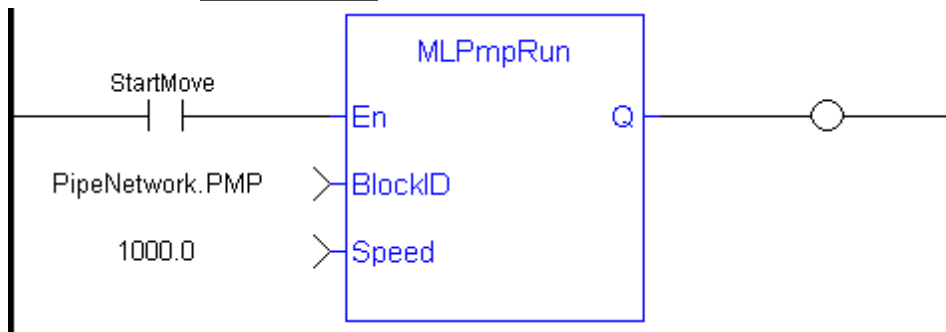 MLPmpRun
StartMove
En Q
PipeNetwork.PMP BlockID
1000.0 Speed